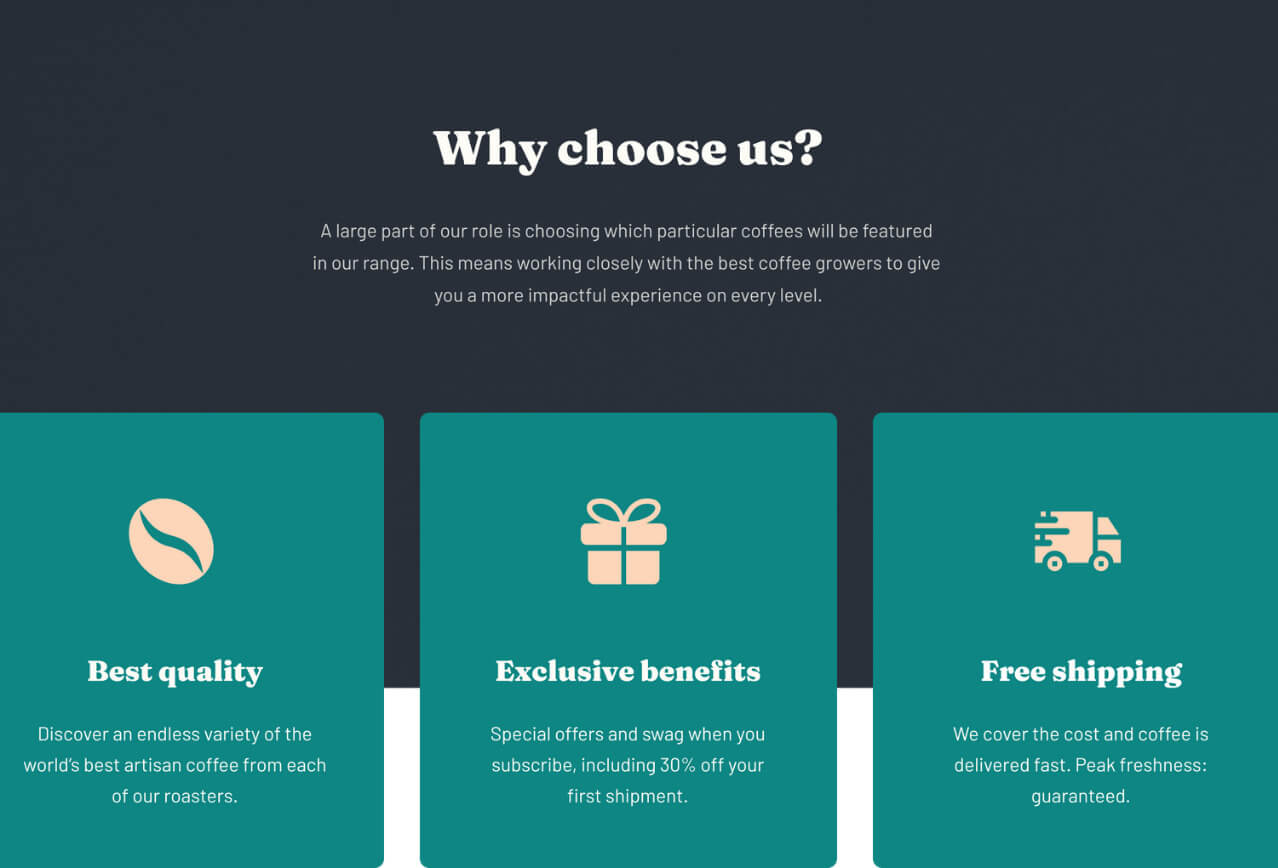 Why choose us?
A large part of our role is choosing which particular coffees will be featured
in our range. This means working closely with the best coffee growers to give
you a more impactful experience on every level.
Best quality
Discover an endless variety of the
world’s best artisan coffee from each
of our roasters.
Exclusive benefits
Special offers and swag when you
subscribe, including 30% off your
first shipment.
Free shipping
We cover the cost and coffee is
delivered fast. Peak freshness:
guaranteed.